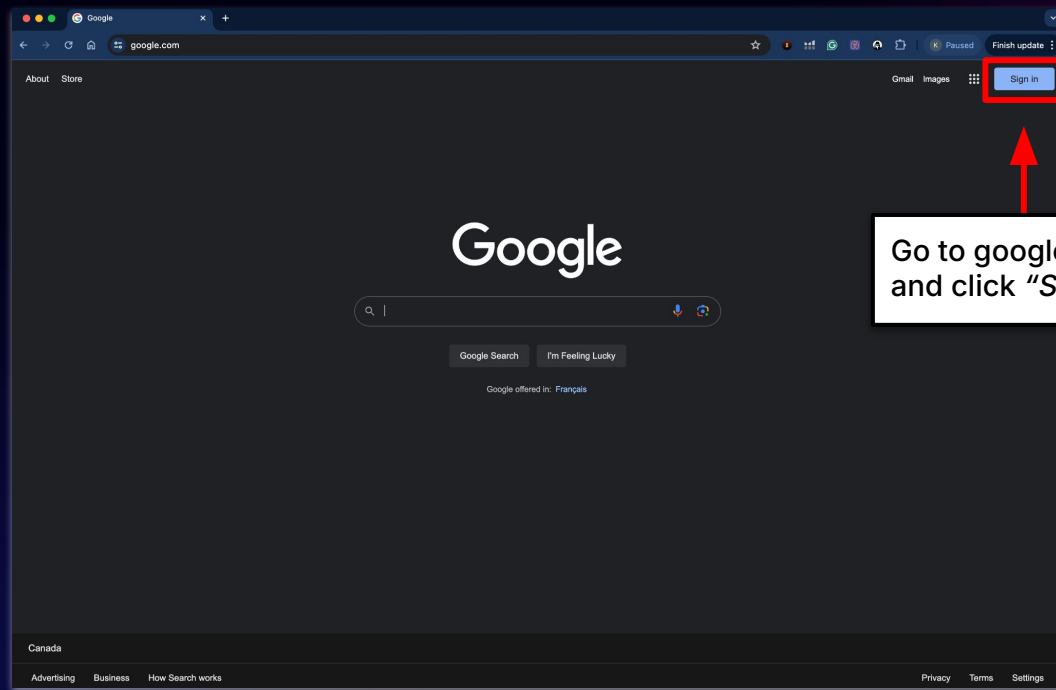 Google
google.com
K Paused Finish update
About Store
Gmail Images Sign in
Google
Go to
and click
Google Search I'm Feeling Lucky
Google offered in: Français
Canada
Advertising Business How Search works
Privacy Terms Settings